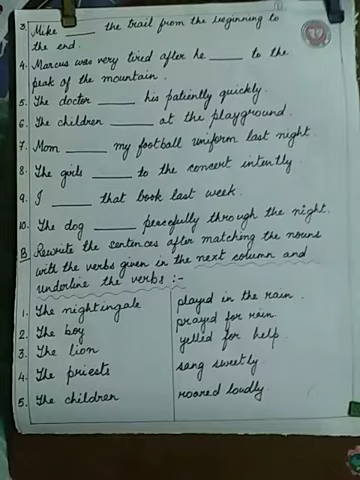 3. Mike ____ the trail from the beginning to
the end.
4. Marcus was very tired after he ____ to the
peak of the mountain.
5. The doctor ____ his patiently quickly.
6. The children ____ at the playground.
7. Mom ____ my football uniform last night.
8. The girls ____ to the concert intently.
9. I ____ that book last week.
10. The dog ____ peacefully through the night.
B. Rewrite the sentences after matching the nouns
with the verbs given in the next column and
underline the verbs :-
1. The nightingale played in the rain.
2. The boy prayed for rain.
3. The lion yelled for help.
4. The priests sang sweetly.
5. The children roared loudly.